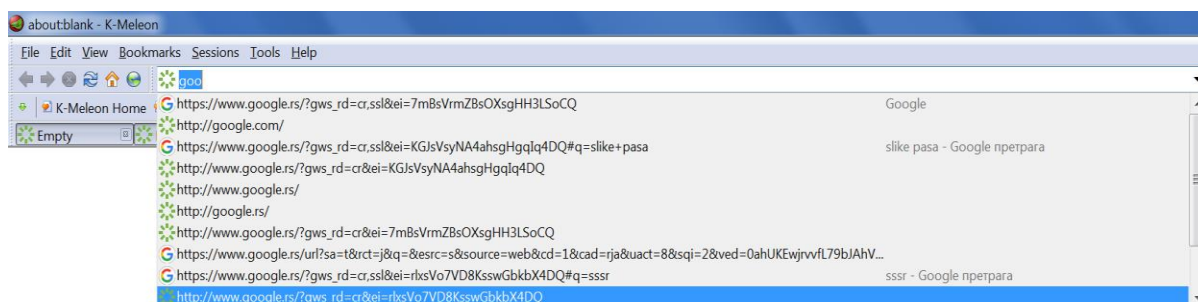 about:blank - K-Meleon
File Edit View Bookmarks Sessions Tools Help
goo
K-Meleon Home
https://www.google.rs/?gws_rd=cr,ssl&ei=7mBsVrmZBsOXsgHH3LSoCQ Google
http://google.com/
Empty
https://www.google.rs/?gws_rd=cr,ssl&ei=KGJsVsyNA4ahsgHgqIq4DQ#q=slike+pasa slike pasa - Google претрага
http://www.google.rs/?gws_rd=cr&ei=KGJsVsyNA4ahsgHgqIq4DQ
http://www.google.rs/
http://google.rs/
http://www.google.rs/?gws_rd=cr&ei=7mBsVrmZBsOXsgHH3LSoCQ
https://www.google.rs/url?sa=t&rct=j&q=&esrc=s&source=web&cd=1&cad=rja&uact=8&sqi=2&ved=0ahUKEwjrvvfL79bJAhV...
https://www.google.rs/?gws_rd=cr,ssl&ei=rlxsVo7VD8KsswGbkbX4DQ#q=sssr sssr - Google претрага
http://www.google.rs/?gws_rd=cr&ei=rlxsVo7VD8KsswGbkbX4DQ